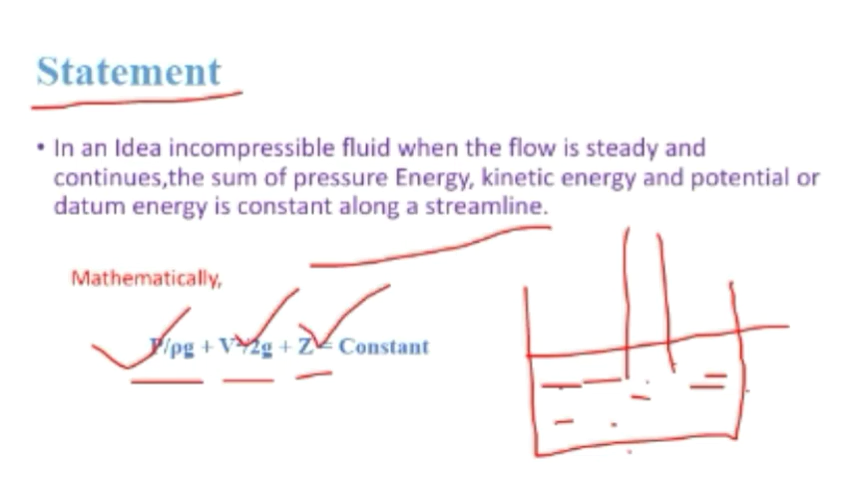 Statement
• In an Idea incompressible fluid when the flow is steady and
continues,the sum of pressure Energy, kinetic energy and potential or
datum energy is constant along a streamline.
Mathematically,
P/ρg + V²/2g + Z = Constant